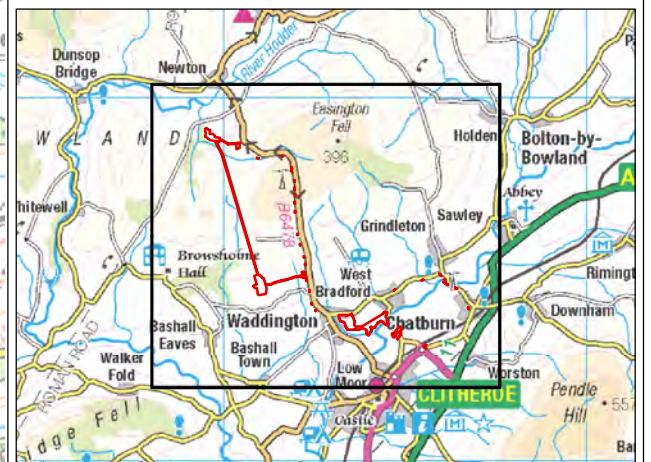 Dunsop
Bridge
Newton
River Hodder
Easington
Fell
396
Holden
Bolton-by-
Bowland
A
W L A N D
Abbey
hitewell
B6478
Grindleton
Sawley
Browsholme
Hall
West
Bradford
Rimingt
Downham
Bashall
Eaves
Waddington
Chatburn
Bashall
Town
Walker
Fold
Low
Moor
Worston
ROMAN ROAD
CLITHEROE
Pendle
Hill
557
idge Fell
Castle
Ba